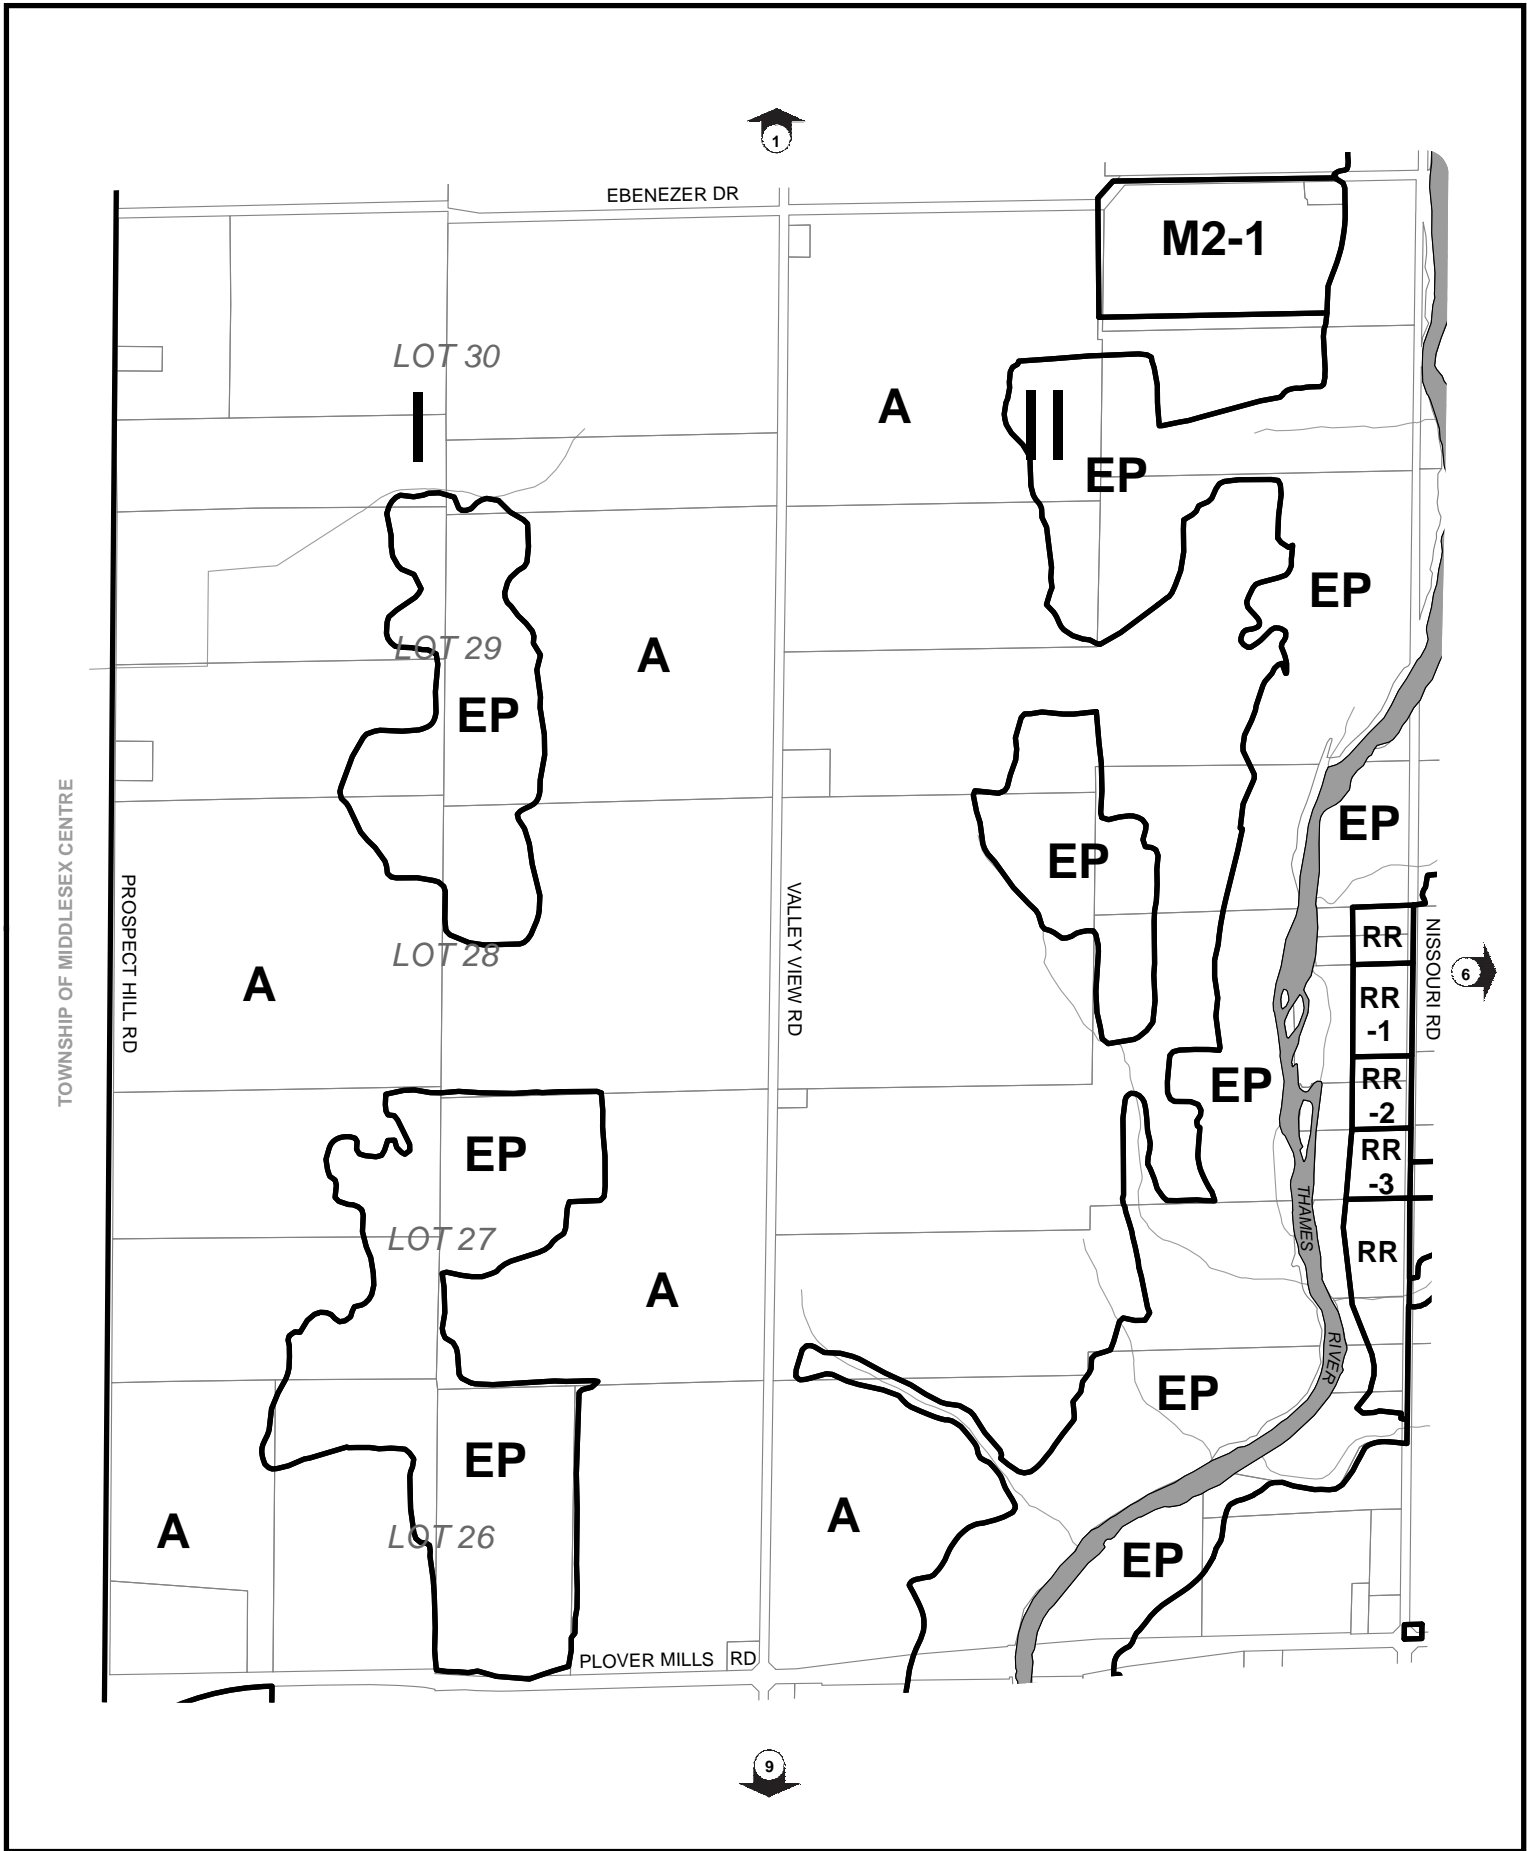 1
EBENEZER DR
M2-1
LOT 30
I
A
II
EP
EP
LOT 29
A
EP
EP
EP
TOWNSHIP OF MIDDLESEX CENTRE
PROSPECT HILL RD
VALLEY VIEW RD
NISSOURI RD
RR
LOT 28
A
6
RR
-1
EP
RR
-2
EP
RR
-3
THAMES
LOT 27
RR
A
RIVER
EP
EP
A
A
LOT 26
EP
PLOVER MILLS RD
9